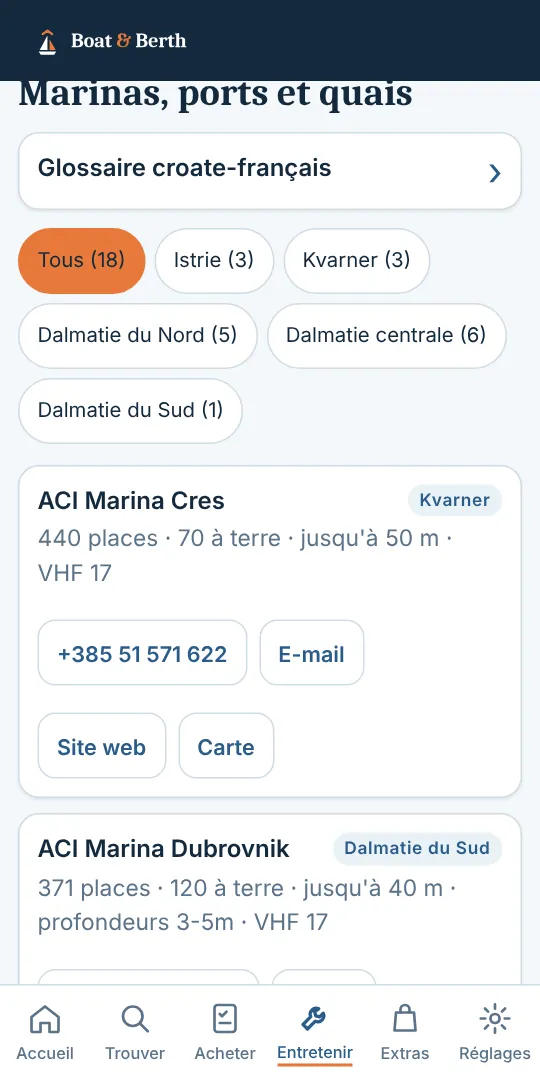 Boat & Berth
Marinas, ports et quais
Glossaire croate-français
Tous (18)
Istrie (3)
Kvarner (3)
Dalmatie du Nord (5)
Dalmatie centrale (6)
Dalmatie du Sud (1)
ACI Marina Cres
Kvarner
440 places · 70 à terre · jusqu'à 50 m ·
VHF 17
+385 51 571 622
E-mail
Site web
Carte
ACI Marina Dubrovnik
Dalmatie du Sud
371 places · 120 à terre · jusqu'à 40 m ·
profondeurs 3-5m · VHF 17
Accueil
Trouver
Acheter
Entretenir
Extras
Réglages